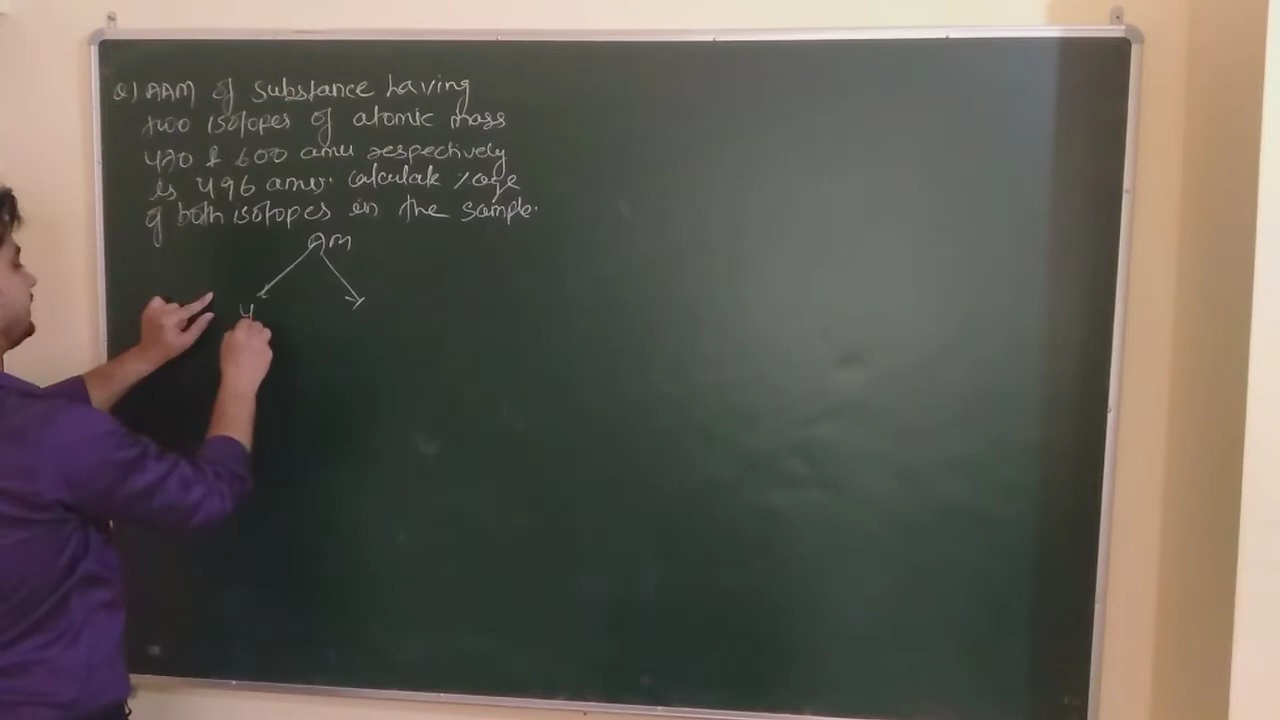 Q) AAM of substance having
two isotopes of atomic mass
470 & 600 amu respectively
is 496 amu. calculate %age
of both isotopes in the sample.
AM
4